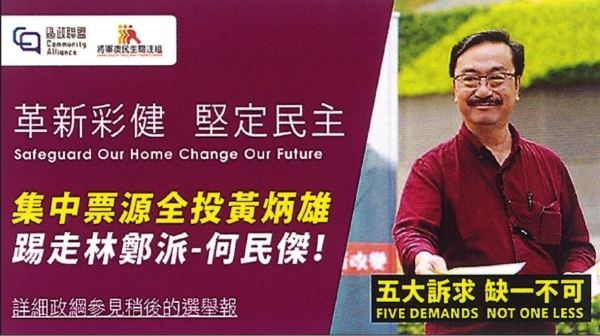 區政聯盟
Community
Alliance
將軍澳民生關注組
革新彩健 堅定民主
Safeguard Our Home Change Our Future
集中票源全投黃炳雄
踢走林鄭派-何民傑!
詳細政綱參見稍後的選舉報
改變
五大訴求 缺一不可
FIVE DEMANDS NOT ONE LESS